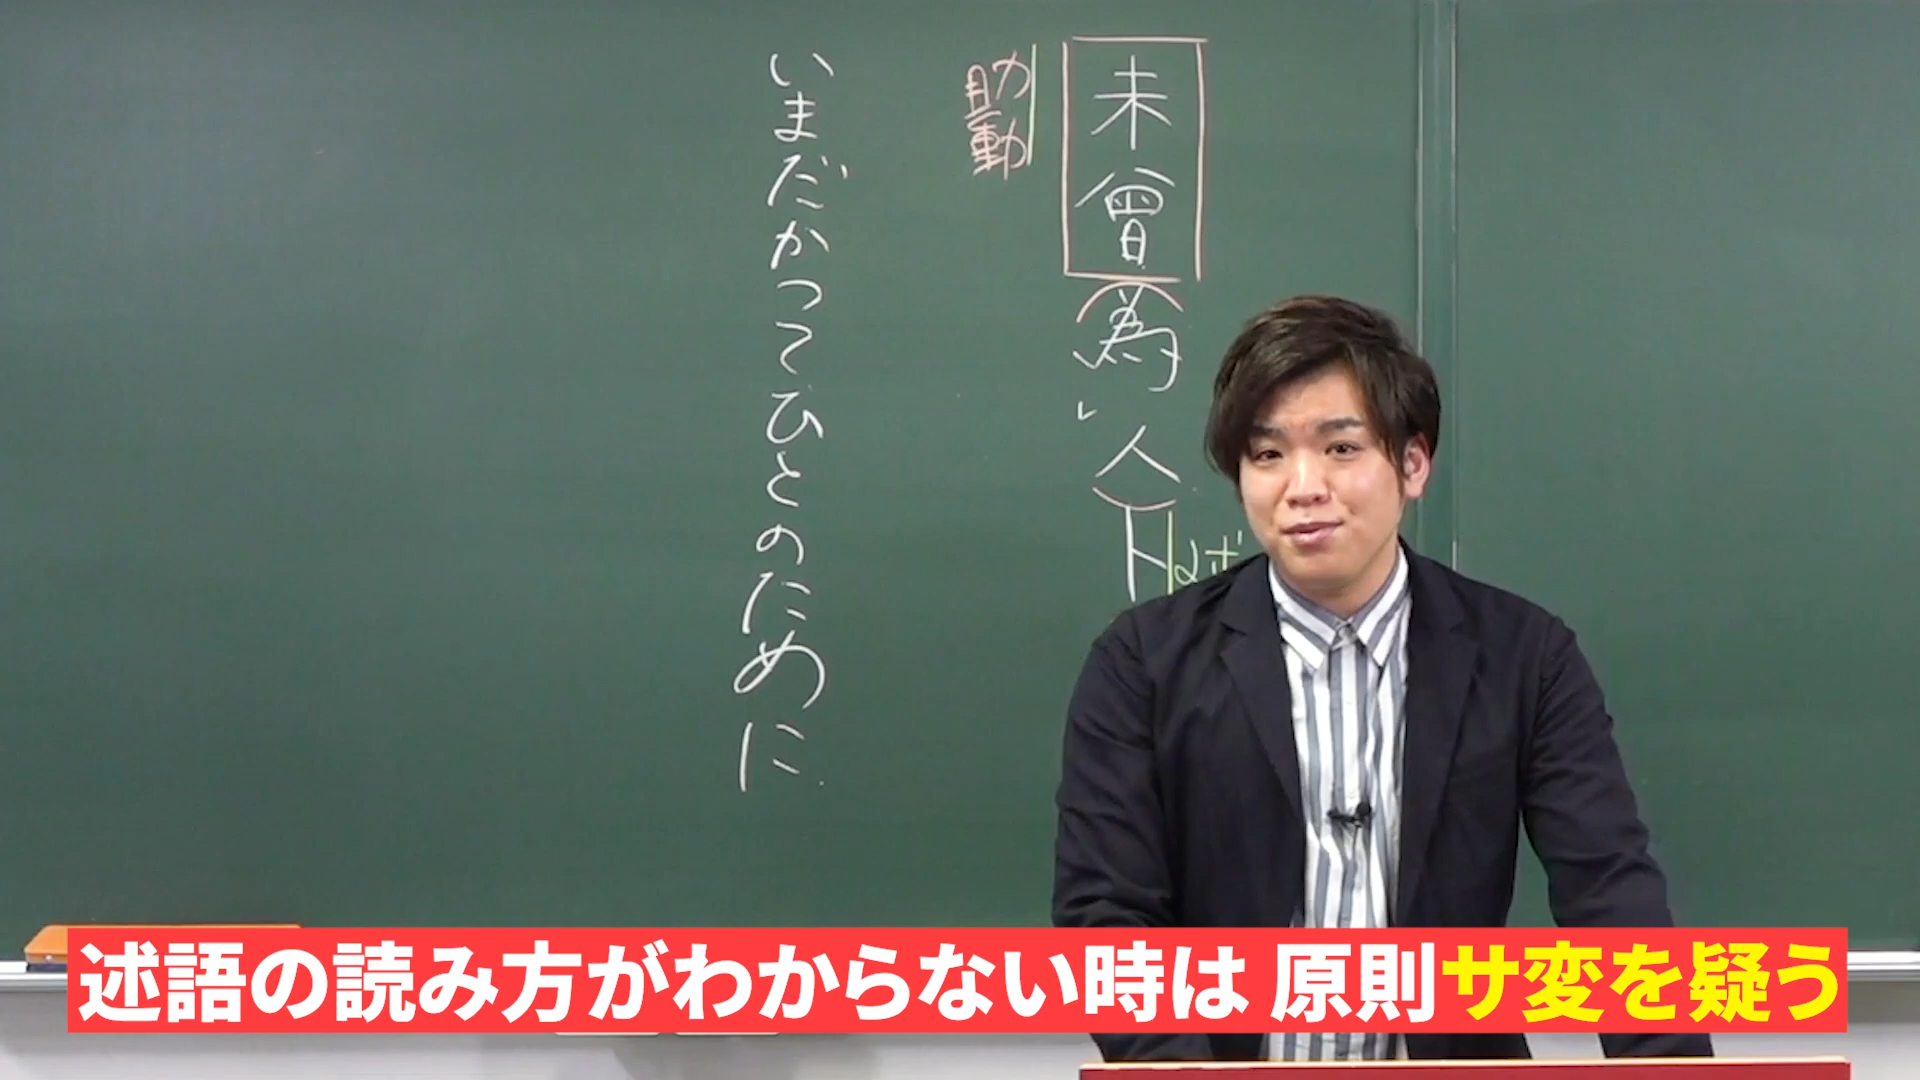 未曾為レ人
助動
いまだかつてひとのために
述語の読み方がわからない時は 原則サ変を疑う